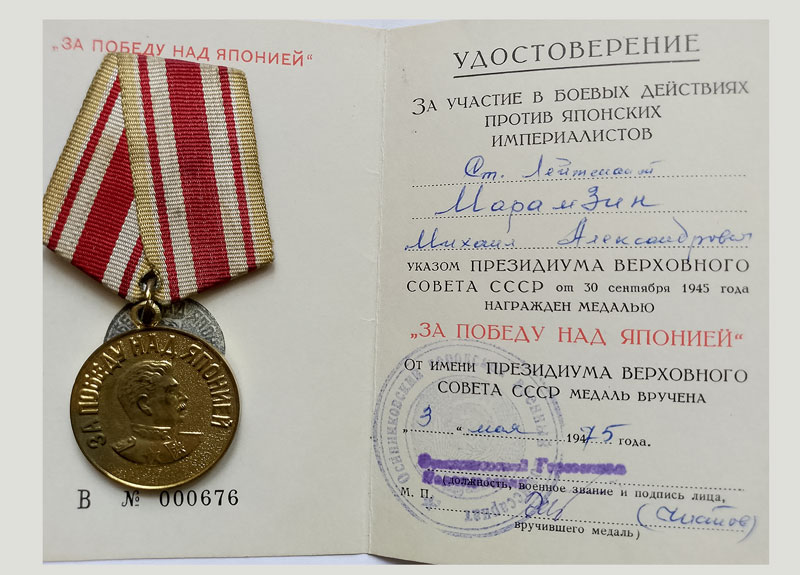 „ЗА ПОБЕДУ НАД ЯПОНИЕЙ“
ЗА ПОБЕДУ НАД ЯПОНИЕЙ
В № 000676
УДОСТОВЕРЕНИЕ
ЗА УЧАСТИЕ В БОЕВЫХ ДЕЙСТВИЯХ
ПРОТИВ ЯПОНСКИХ
ИМПЕРИАЛИСТОВ
Ст. Лейтенант
Марамзин
Михаил Александрович
УКАЗОМ ПРЕЗИДИУМА ВЕРХОВНОГО
СОВЕТА СССР от 30 сентября 1945 года
НАГРАЖДЕН МЕДАЛЬЮ
„ЗА ПОБЕДУ НАД ЯПОНИЕЙ“
ОТ ИМЕНИ ПРЕЗИДИУМА ВЕРХОВНОГО
СОВЕТА СССР МЕДАЛЬ ВРУЧЕНА
„3“ мая 1975 года.
(должность, военное звание и подпись лица,
М. П.
вручившего медаль)